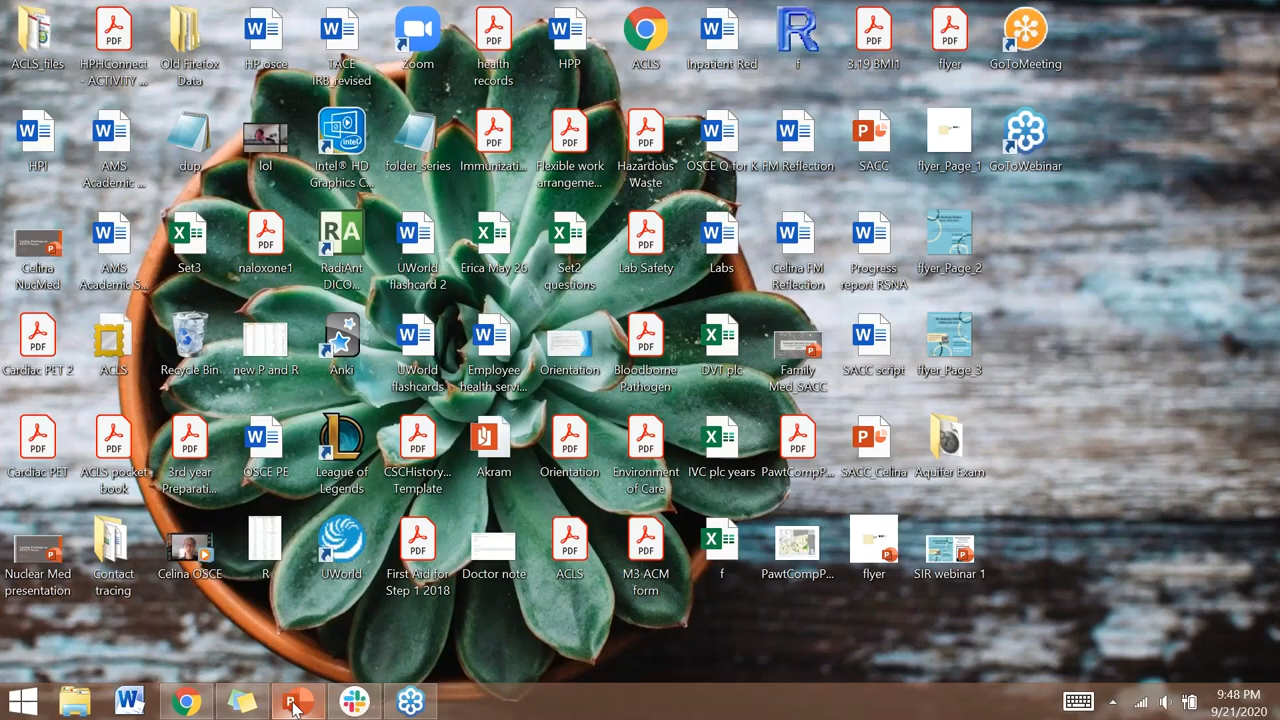 ACLS_files
HPHConnect
- ACTIVITY ...
Old Firefox
Data
HP osce
TACE
IRB_revised
Zoom
health
records
HPP
ACLS
Inpatient Red
f
3.19 BMI1
flyer
GoToMeeting
HPI
AMS
Academic ...
dup
lol
Intel® HD
Graphics C...
folder_series
Immunizati...
Flexible work
arrangeme...
Hazardous
Waste
OSCE Q for K
FM Reflection
SACC
flyer_Page_1
GoToWebinar
Celina
NucMed
AMS
Academic S...
Set3
naloxone1
RadiAnt
DICO...
UWorld
flashcard 2
Erica May 26
Set2
questions
Lab Safety
Labs
Celina FM
Reflection
Progress
report RSNA
flyer_Page_2
Cardiac PET 2
ACLS
Recycle Bin
new P and R
Anki
UWorld
flashcards
Employee
health servi...
Orientation
Bloodborne
Pathogen
DVT plc
Family
Med_SACC
SACC script
flyer_Page_3
Cardiac PET
ACLS pocket
book
3rd year
Preparati...
OSCE PE
League of
Legends
CSCHistory...
Template
Akram
Orientation
Environment
of Care
IVC plc years
PawtCompP...
SACC_Celina
Aquifer Exam
Nuclear Med
presentation
Contact
tracing
Celina OSCE
R
UWorld
First Aid for
Step 1 2018
Doctor note
ACLS
M3 ACM
form
f
PawtCompP...
flyer
SIR webinar 1
9:48 PM
9/21/2020